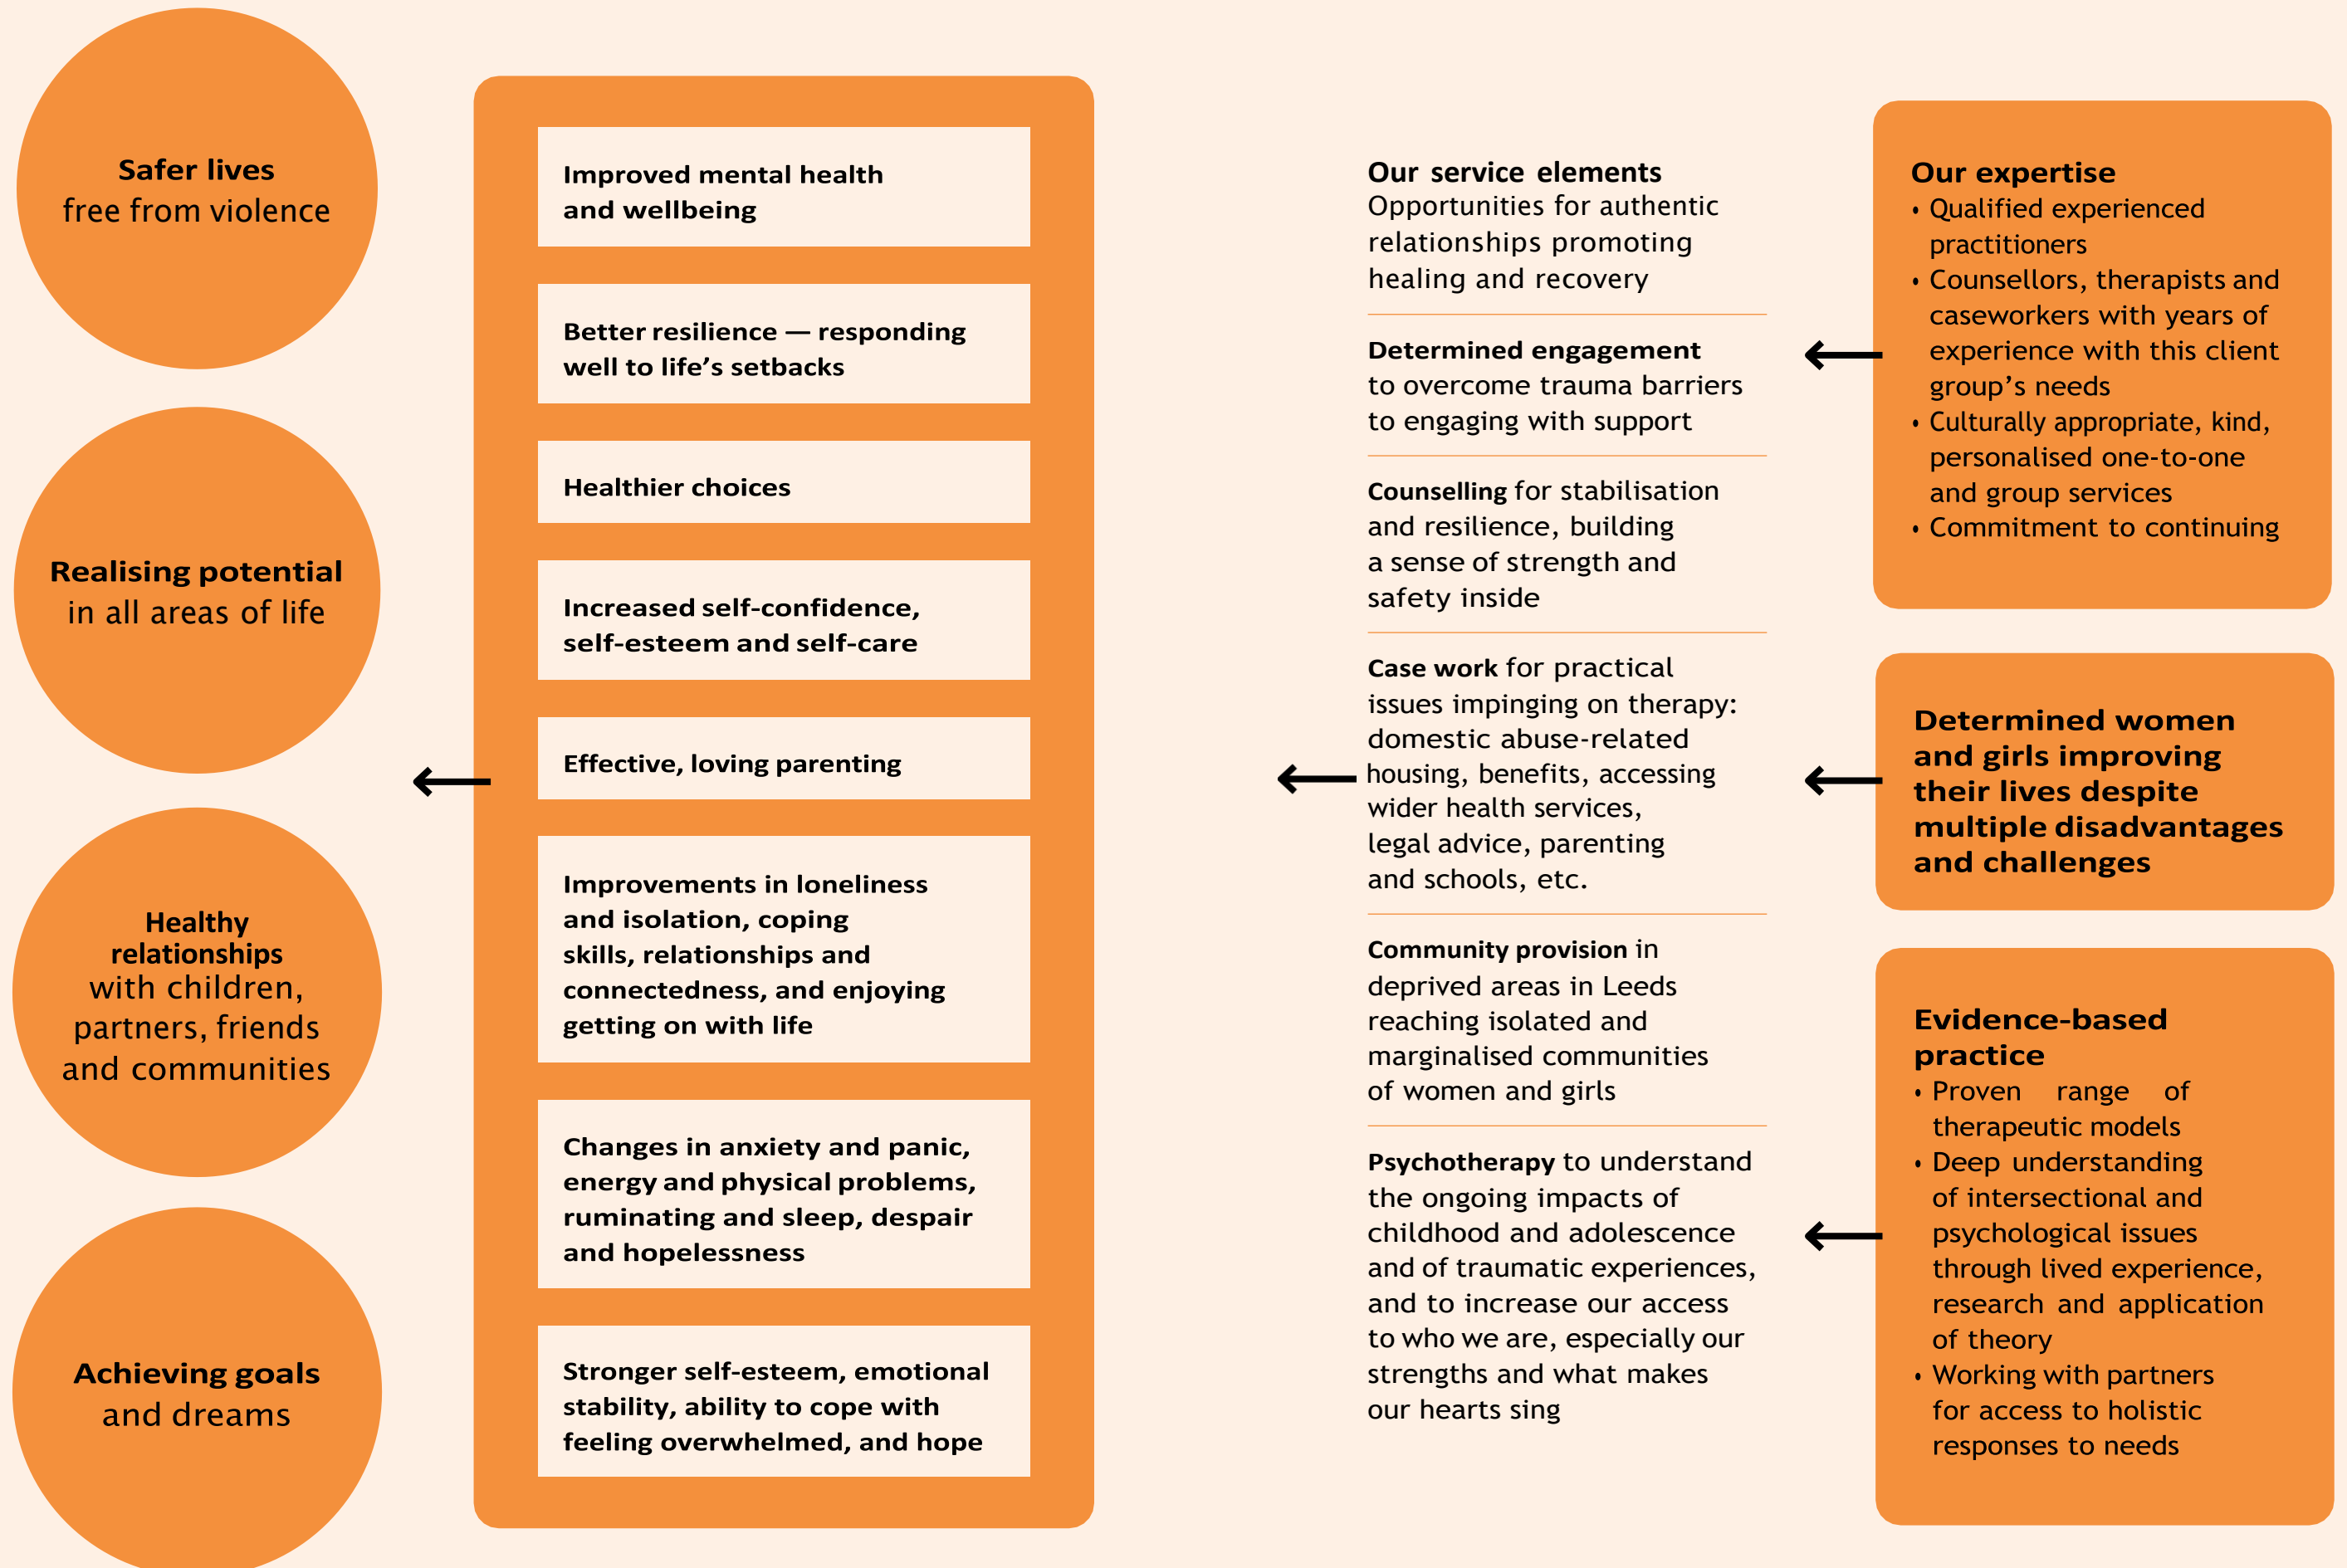 Safer lives
free from violence
Realising potential
in all areas of life
Healthy
relationships
with children,
partners, friends
and communities
Achieving goals
and dreams
Improved mental health
and wellbeing
Better resilience — responding
well to life’s setbacks
Healthier choices
Increased self-confidence,
self-esteem and self-care
Effective, loving parenting
Improvements in loneliness
and isolation, coping
skills, relationships and
connectedness, and enjoying
getting on with life
Changes in anxiety and panic,
energy and physical problems,
ruminating and sleep, despair
and hopelessness
Stronger self-esteem, emotional
stability, ability to cope with
feeling overwhelmed, and hope
Our service elements
Opportunities for authentic
relationships promoting
healing and recovery
Determined engagement
to overcome trauma barriers
to engaging with support
Counselling for stabilisation
and resilience, building
a sense of strength and
safety inside
Case work for practical
issues impinging on therapy:
domestic abuse-related
housing, benefits, accessing
wider health services,
legal advice, parenting
and schools, etc.
Community provision in
deprived areas in Leeds
reaching isolated and
marginalised communities
of women and girls
Psychotherapy to understand
the ongoing impacts of
childhood and adolescence
and of traumatic experiences,
and to increase our access
to who we are, especially our
strengths and what makes
our hearts sing
Our expertise
• Qualified experienced
practitioners
• Counsellors, therapists and
caseworkers with years of
experience with this client
group’s needs
• Culturally appropriate, kind,
personalised one-to-one
and group services
• Commitment to continuing
Determined women
and girls improving
their lives despite
multiple disadvantages
and challenges
Evidence-based
practice
• Proven range of
therapeutic models
• Deep understanding
of intersectional and
psychological issues
through lived experience,
research and application
of theory
• Working with partners
for access to holistic
responses to needs